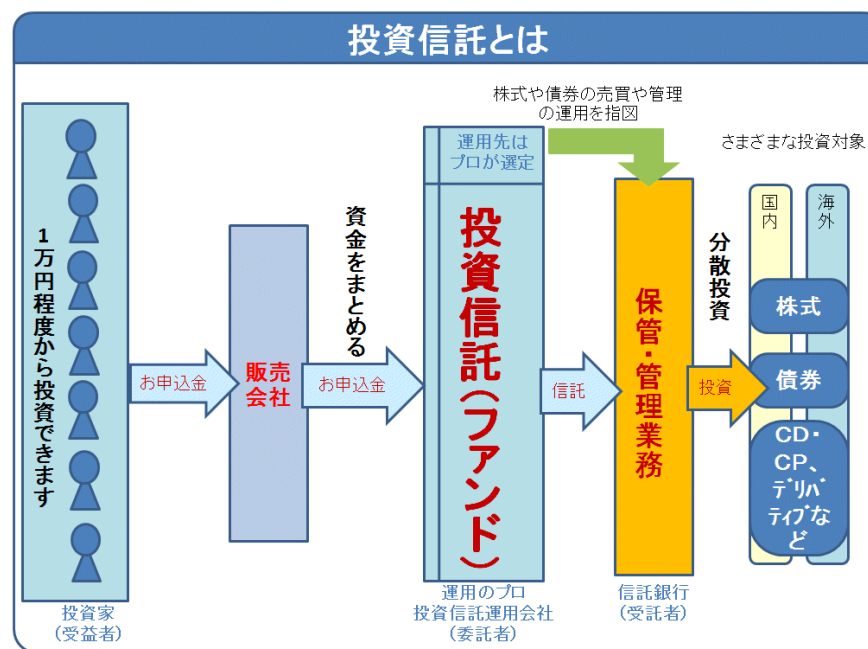 投資信託とは
1万円程度から投資できます
投資家
(受益者)
お申込金
販売
会社
資金をまとめる
お申込金
運用先は
プロが選定
投資信託(ファンド)
運用のプロ
投資信託運用会社
(委託者)
株式や債券の売買や管理
の運用を指図
信託
保管・管理業務
信託銀行
(受託者)
分散投資
投資
さまざまな投資対象
国内
海外
株式
債券
CD・
CP、
デリバ
ティブな
ど